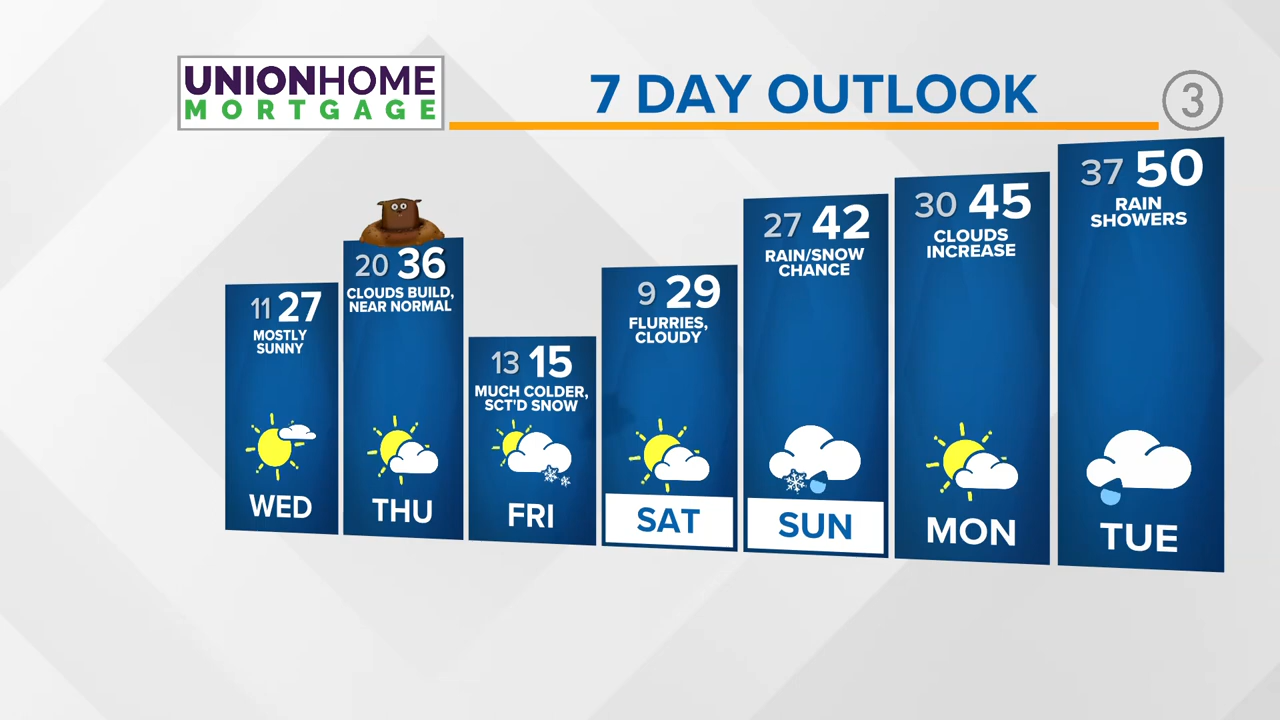 UNIONHOME
MORTGAGE
7 DAY OUTLOOK
3
11 27
MOSTLY
SUNNY
WED
20 36
CLOUDS BUILD,
NEAR NORMAL
THU
13 15
MUCH COLDER,
SCT'D SNOW
FRI
9 29
FLURRIES,
CLOUDY
SAT
27 42
RAIN/SNOW
CHANCE
SUN
30 45
CLOUDS
INCREASE
MON
37 50
RAIN
SHOWERS
TUE